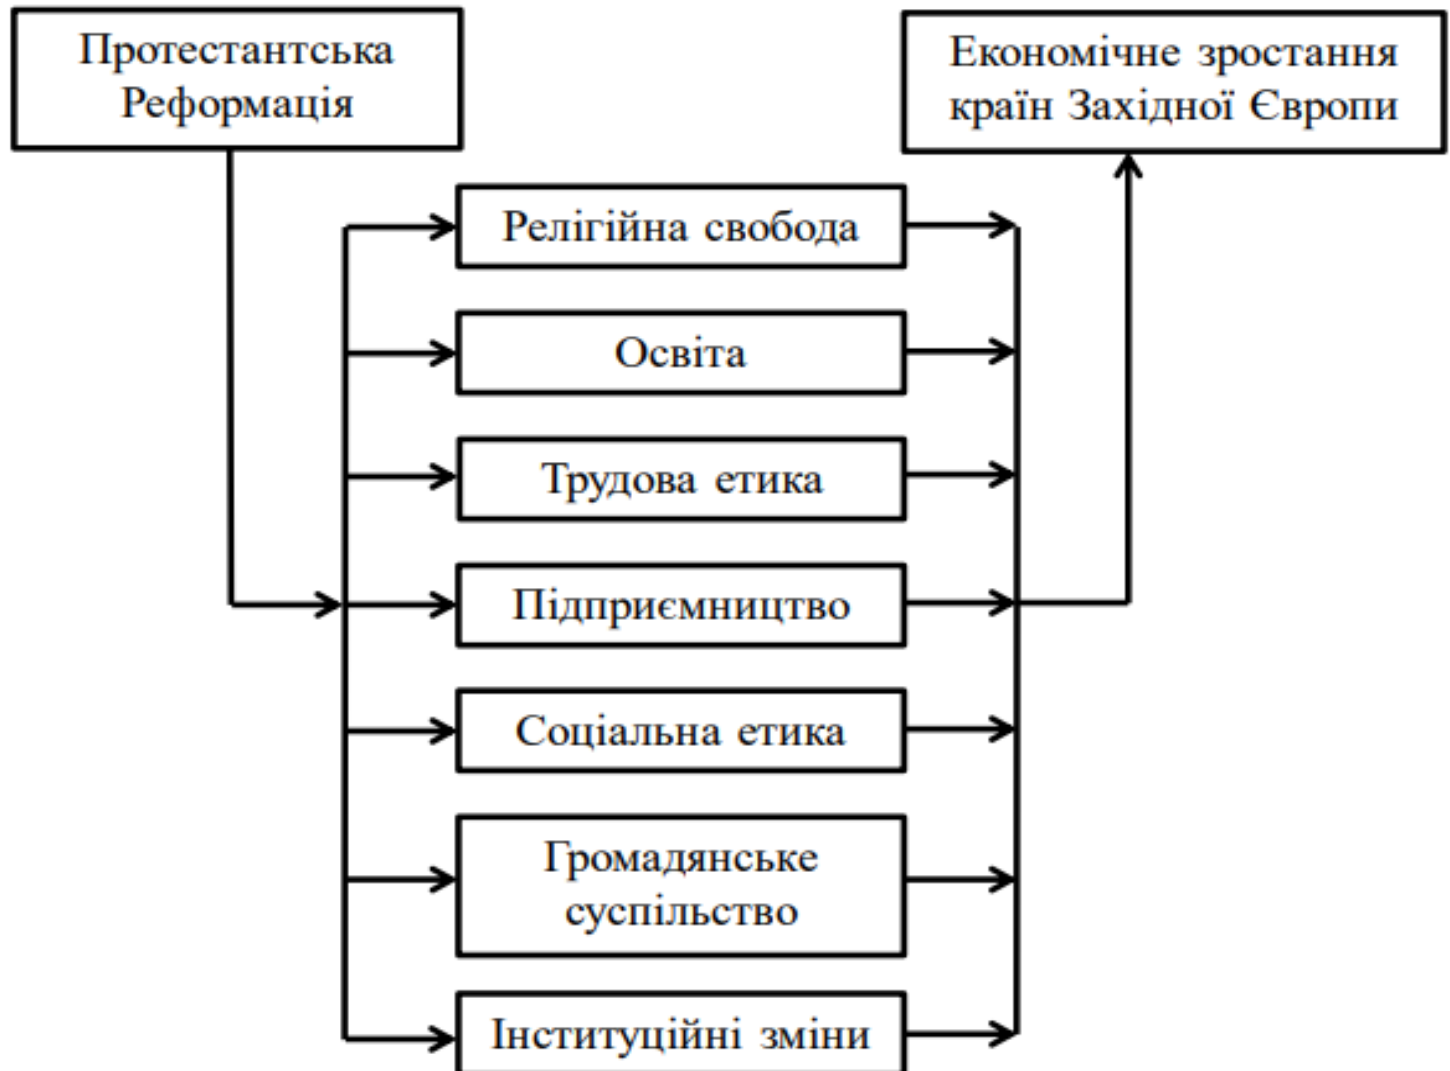 Протестантська
Реформація
Економічне зростання
країн Західної Європи
Релігійна свобода
Освіта
Трудова етика
Підприємництво
Соціальна етика
Громадянське
суспільство
Інституційні зміни